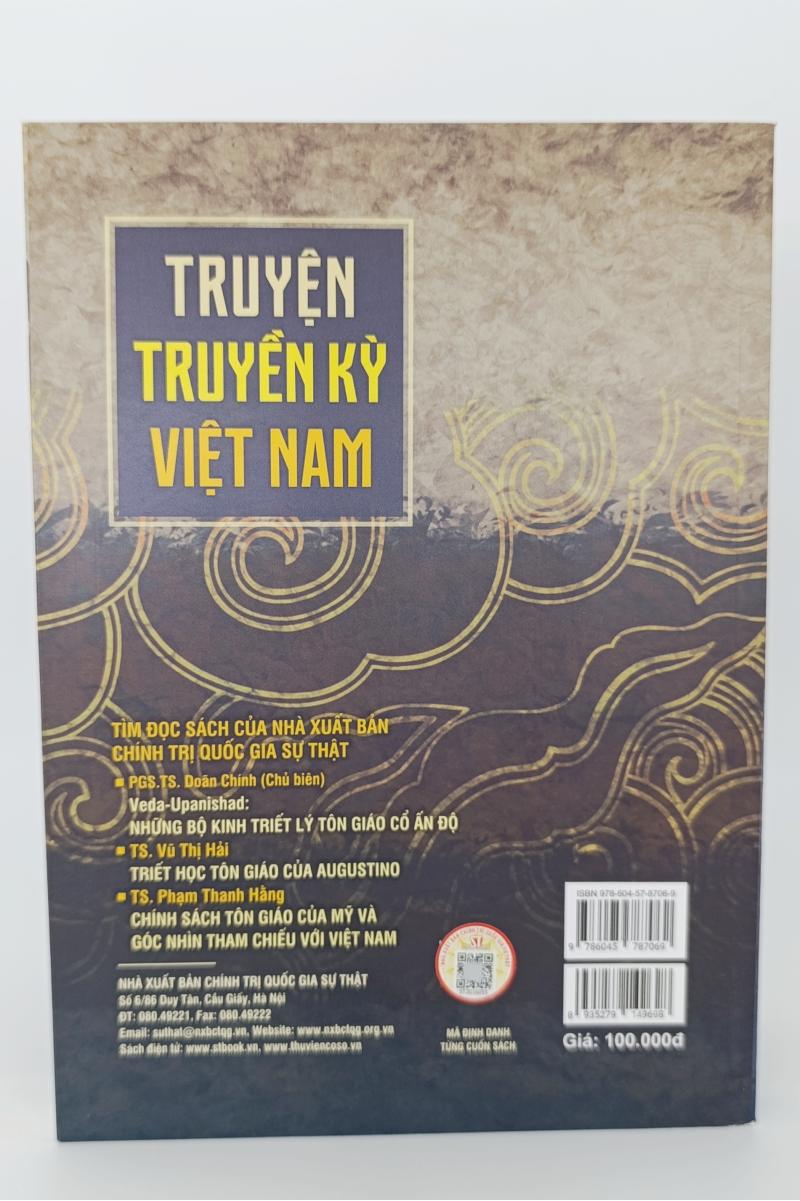 TRUYỆN
TRUYỀN KỲ
VIỆT NAM
TÌM ĐỌC SÁCH CỦA NHÀ XUẤT BẢN
CHÍNH TRỊ QUỐC GIA SỰ THẬT
PGS.TS. Doãn Chính (Chủ biên)
Veda-Upanishad:
NHỮNG BỘ KINH TRIẾT LÝ TÔN GIÁO CỔ ẤN ĐỘ
TS. Vũ Thị Hải
TRIẾT HỌC TÔN GIÁO CỦA AUGUSTINO
TS. Phạm Thanh Hằng
CHÍNH SÁCH TÔN GIÁO CỦA MỸ VÀ
GÓC NHÌN THAM CHIẾU VỚI VIỆT NAM
NHÀ XUẤT BẢN CHÍNH TRỊ QUỐC GIA SỰ THẬT
Số 6/86 Duy Tân, Cầu Giấy, Hà Nội
ĐT: 080.49221, Fax: 080.49222
Email: suthat@nxbctqg.vn, Website: www.nxbctqg.org.vn
Sách điện tử: www.stbook.vn, www.thuviencoso.vn
MÃ ĐỊNH DANH
TỪNG CUỐN SÁCH
ISBN 978-604-57-8706-9
9 786045 787069
8 935279 149698
Giá: 100.000đ